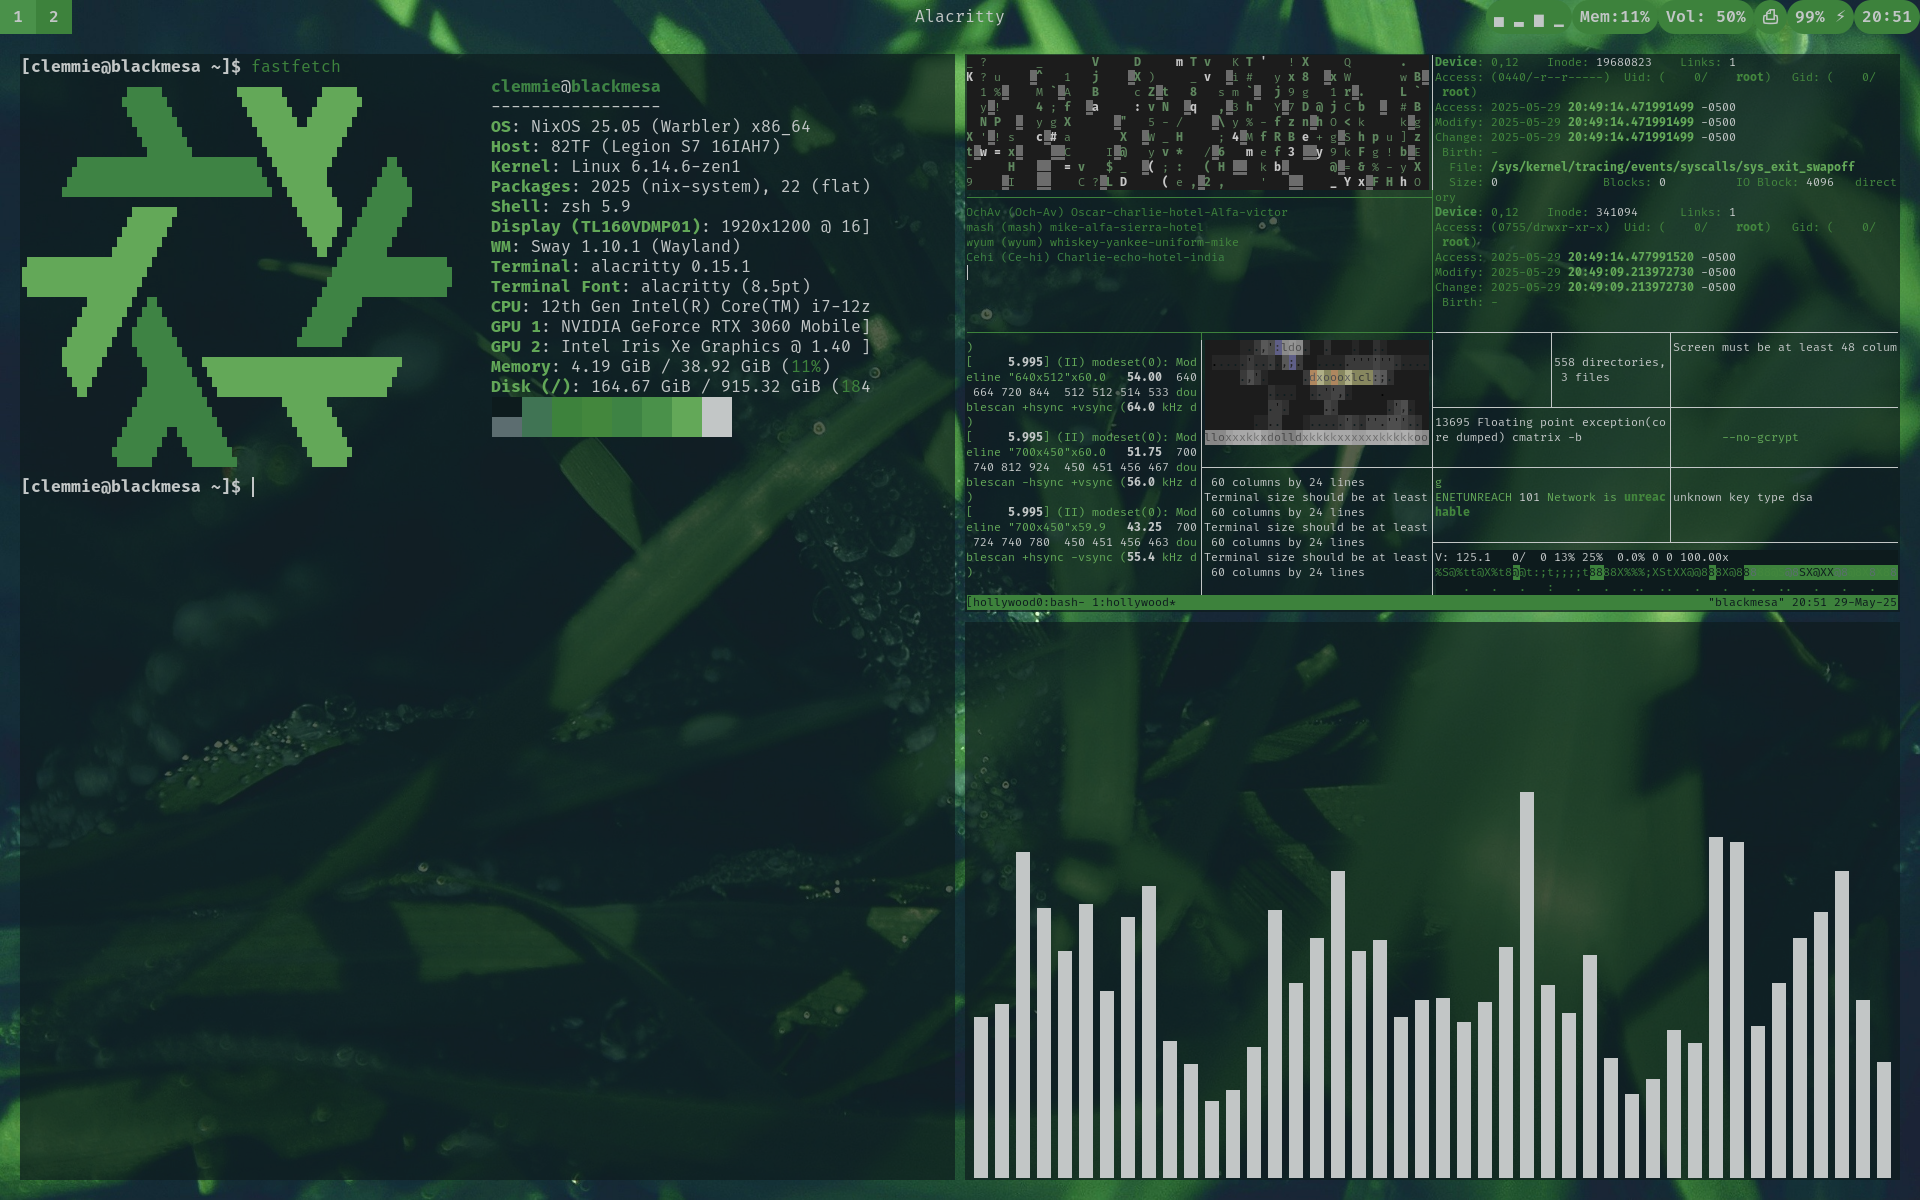 1 2
Alacritty
Mem:11% Vol: 50% 99% 20:51
[clemmie@blackmesa ~]$ fastfetch
clemmie@blackmesa
-----------------
OS: NixOS 25.05 (Warbler) x86_64
Host: 82TF (Legion S7 16IAH7)
Kernel: Linux 6.14.6-zen1
Packages: 2025 (nix-system), 22 (flat)
Shell: zsh 5.9
Display (TL160VDMP01): 1920x1200 @ 16]
WM: Sway 1.10.1 (Wayland)
Terminal: alacritty 0.15.1
Terminal Font: alacritty (8.5pt)
CPU: 12th Gen Intel(R) Core(TM) i7-12z
GPU 1: NVIDIA GeForce RTX 3060 Mobile]
GPU 2: Intel Iris Xe Graphics @ 1.40 ]
Memory: 4.19 GiB / 38.92 GiB (11%)
Disk (/): 164.67 GiB / 915.32 GiB (184
[clemmie@blackmesa ~]$
OchAv (Och-Av) Oscar-charlie-hotel-Alfa-victor
mash (mash) mike-alfa-sierra-hotel
wyum (wyum) whiskey-yankee-uniform-mike
Cehi (Ce-hi) Charlie-echo-hotel-india
Device: 0,12 Inode: 19680823 Links: 1
Access: (0440/-r--r-----) Uid: ( 0/ root) Gid: ( 0/
root)
Access: 2025-05-29 20:49:14.471991499 -0500
Modify: 2025-05-29 20:49:14.471991499 -0500
Change: 2025-05-29 20:49:14.471991499 -0500
Birth: -
File: /sys/kernel/tracing/events/syscalls/sys_exit_swapoff
Size: 0 Blocks: 0 IO Block: 4096 direct
ory
Device: 0,12 Inode: 341094 Links: 1
Access: (0755/drwxr-xr-x) Uid: ( 0/ root) Gid: ( 0/
root)
Access: 2025-05-29 20:49:14.477991520 -0500
Modify: 2025-05-29 20:49:09.213972730 -0500
Change: 2025-05-29 20:49:09.213972730 -0500
Birth: -
)
[ 5.995] (II) modeset(0): Mod
eline "640x512"x60.0 54.00 640
664 720 844 512 512 514 533 dou
blescan +hsync +vsync (64.0 kHz d
)
[ 5.995] (II) modeset(0): Mod
eline "700x450"x60.0 51.75 700
740 812 924 450 451 456 467 dou
blescan -hsync +vsync (56.0 kHz d
)
[ 5.995] (II) modeset(0): Mod
eline "700x450"x59.9 43.25 700
724 740 780 450 451 456 463 dou
blescan +hsync -vsync (55.4 kHz d
)
lloxxxkkxdolldxkkkkxxxxxxkkkkkoo
60 columns by 24 lines
Terminal size should be at least
60 columns by 24 lines
Terminal size should be at least
60 columns by 24 lines
Terminal size should be at least
60 columns by 24 lines
558 directories,
3 files
Screen must be at least 48 colum
13695 Floating point exception(co
re dumped) cmatrix -b
--no-gcrypt
g
ENETUNREACH 101 Network is unreac
hable
unknown key type dsa
V: 125.1 0/ 0 13% 25% 0.0% 0 0 100.00x
[hollywood0:bash- 1:hollywood*
"blackmesa" 20:51 29-May-25